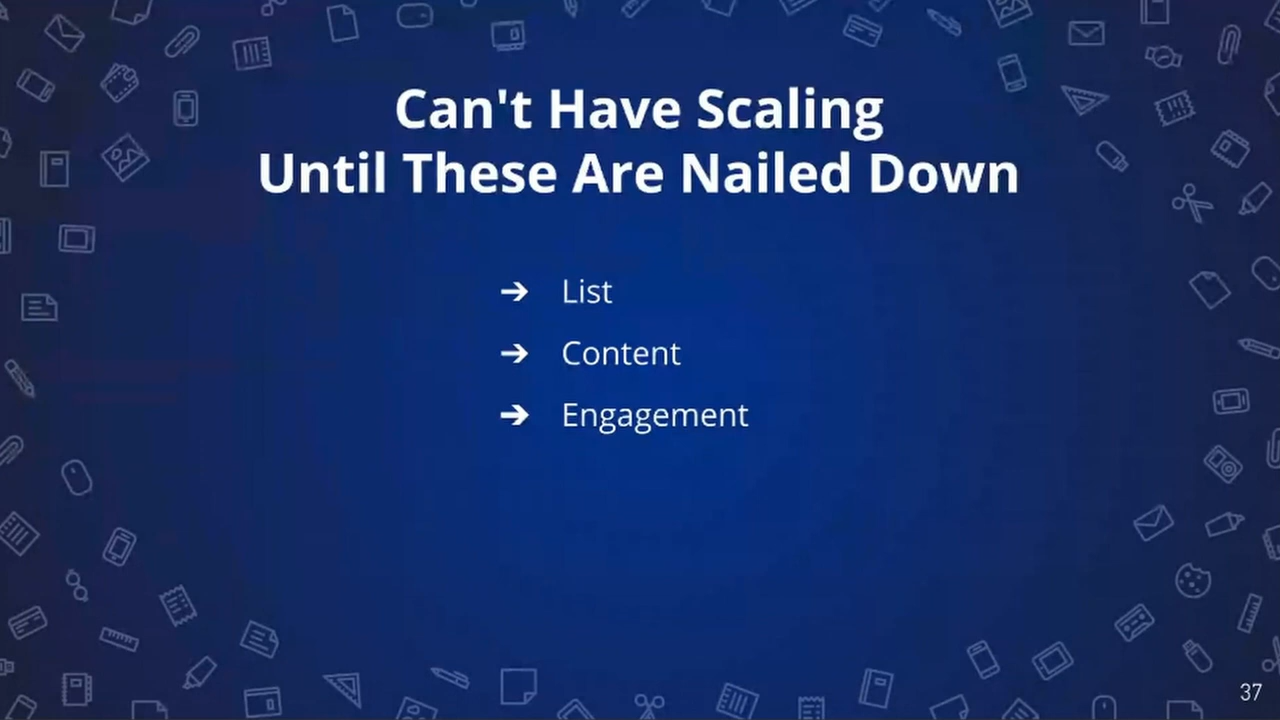 Can't Have Scaling
Until These Are Nailed Down
➔ List
➔ Content
➔ Engagement
37